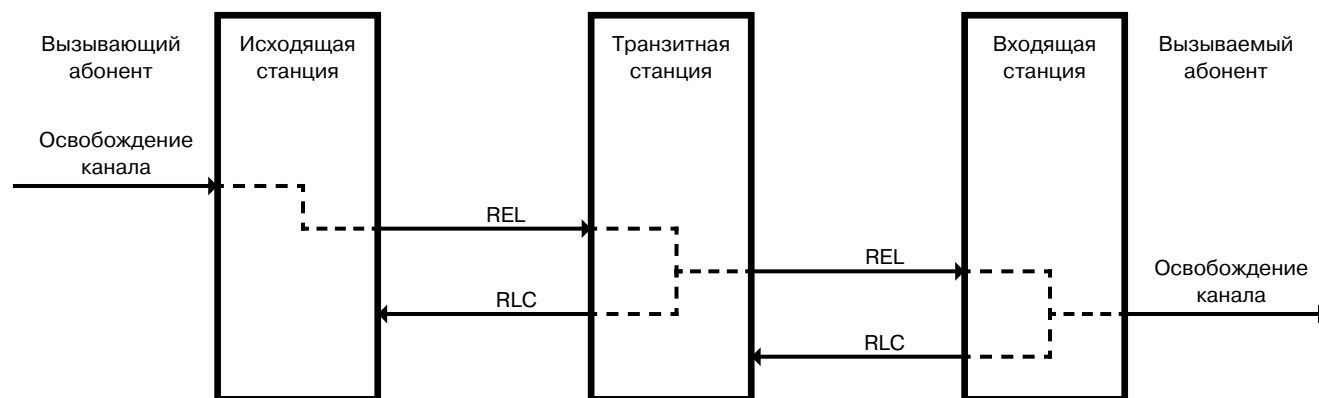 Вызывающий
абонент
Исходящая
станция
Транзитная
станция
Входящая
станция
Вызываемый
абонент
Освобождение
канала
REL
REL
Освобождение
канала
RLC
RLC